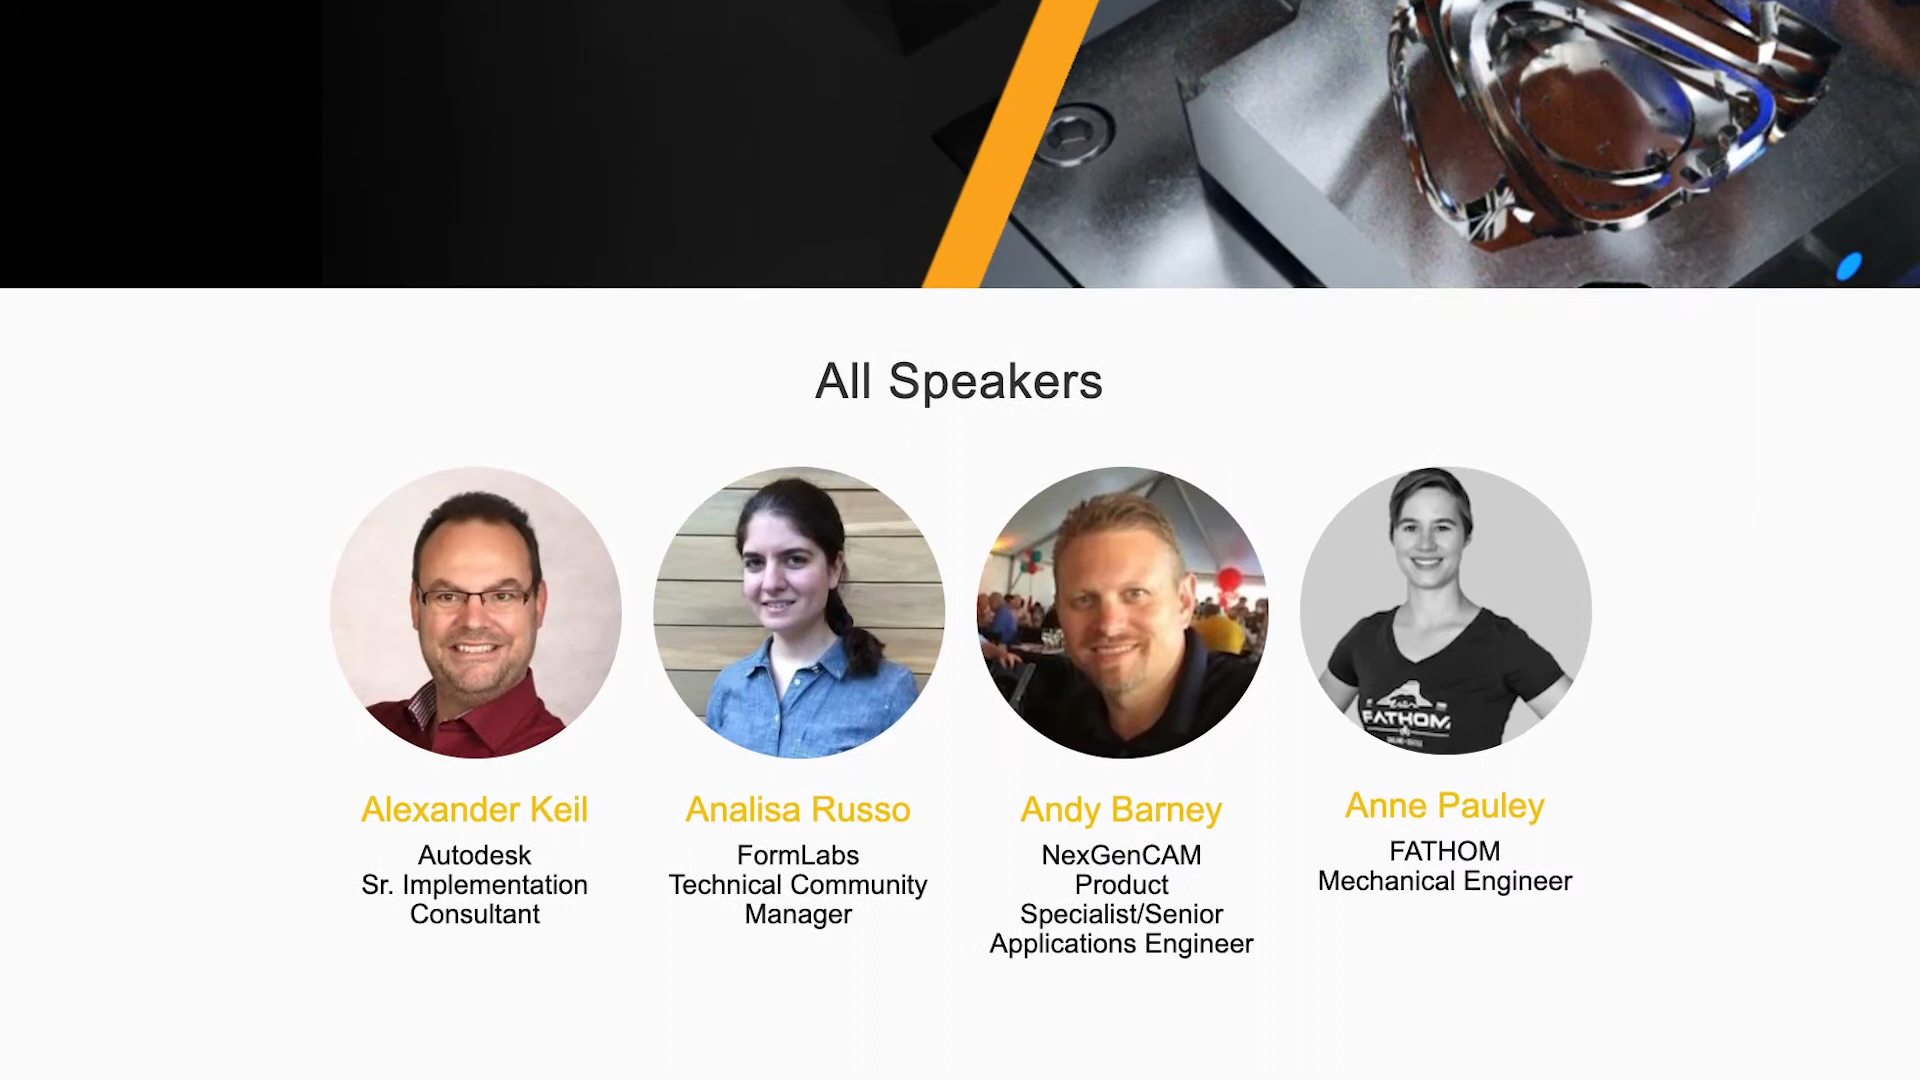 All Speakers
FATHOM
Alexander Keil
Analisa Russo
Andy Barney
Anne Pauley
Autodesk
Sr. Implementation
Consultant
FormLabs
Technical Community
Manager
NexGenCAM
Product
Specialist/Senior
Applications Engineer
FATHOM
Mechanical Engineer